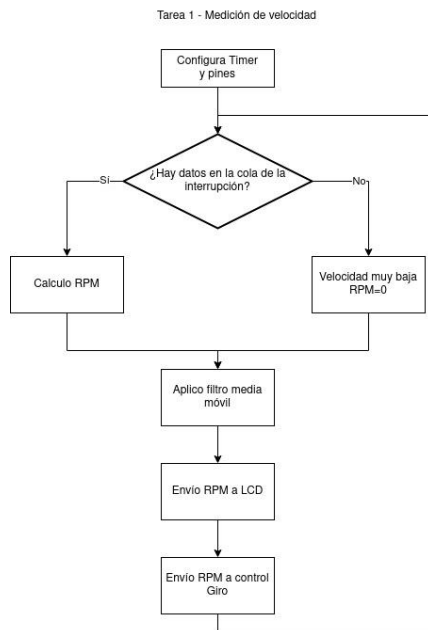 Tarea 1 - Medición de velocidad
Configura Timer
y pines
¿Hay datos en la cola de la
interrupción?
Sí
No
Calculo RPM
Velocidad muy baja
RPM=0
Aplico filtro media
móvil
Envío RPM a LCD
Envío RPM a control
Giro